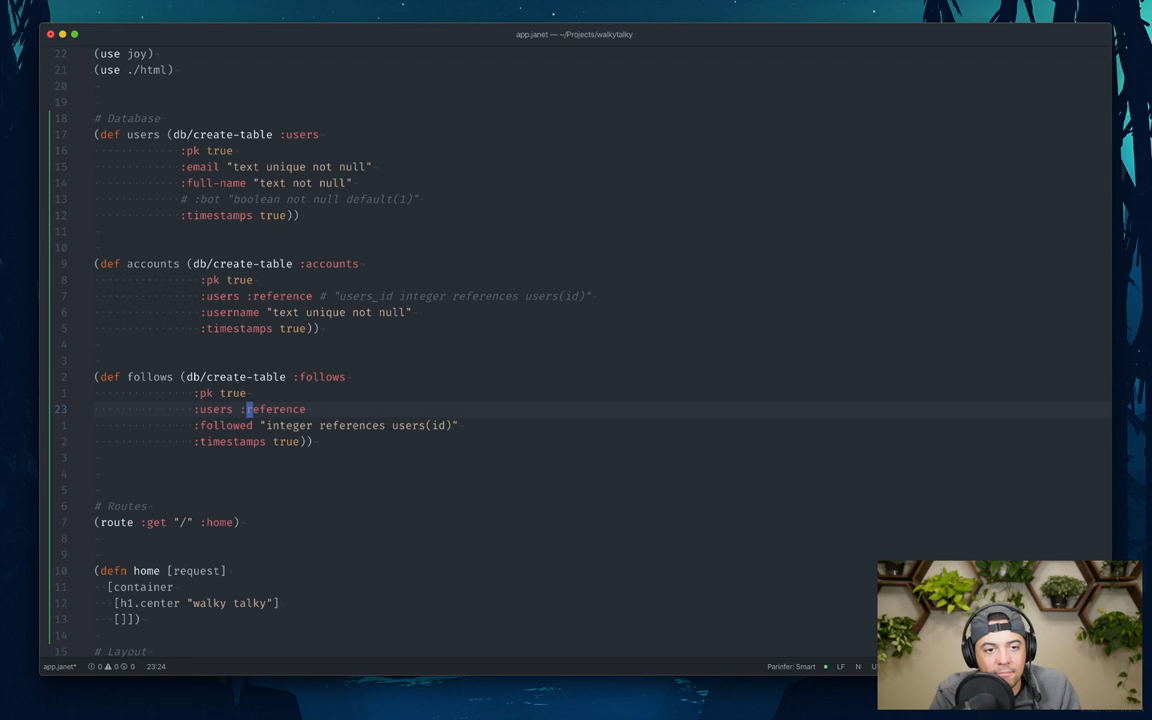 app.janet — ~/Projects/walkytalky
22 (use joy)
21 (use ./html)
20
19
18 # Database
17 (def users (db/create-table :users
16 :pk true
15 :email "text unique not null"
14 :full-name "text not null"
13 # :bot "boolean not null default(1)"
12 :timestamps true))
11
10
9 (def accounts (db/create-table :accounts
8 :pk true
7 :users :reference # "users_id integer references users(id)"
6 :username "text unique not null"
5 :timestamps true))
4
3
2 (def follows (db/create-table :follows
1 :pk true
23 :users :reference
1 :followed "integer references users(id)"
2 :timestamps true))
3
4
5
6 # Routes
7 (route :get "/" :home)
8
9
10 (defn home [request]
11 [container
12 [h1.center "walky talky"]
13 []])
14
15 # Layout
app.janet* 0 0 0 23:24 Parinfer: Smart LF